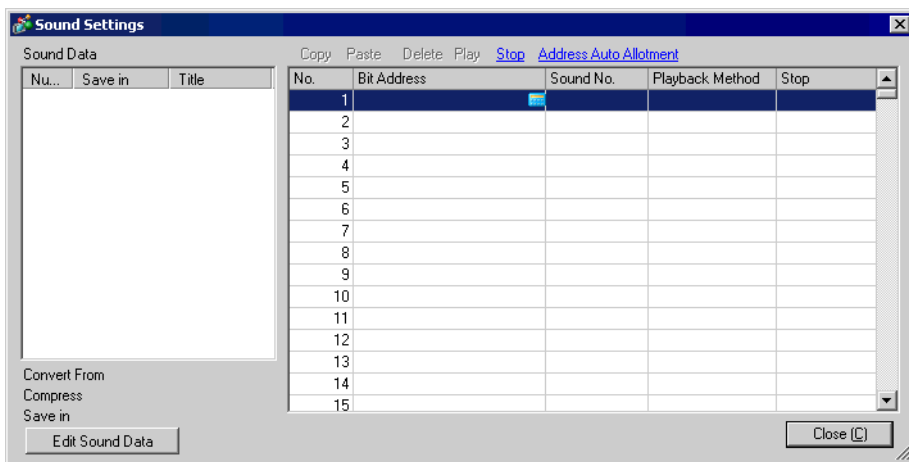 Sound Settings
Sound Data
Copy Paste Delete Play Stop Address Auto Allotment
Nu... Save in Title
No. Bit Address Sound No. Playback Method Stop
1
2
3
4
5
6
7
8
9
10
11
12
13
14
15
Convert From
Compress
Save in
Edit Sound Data
Close (C)